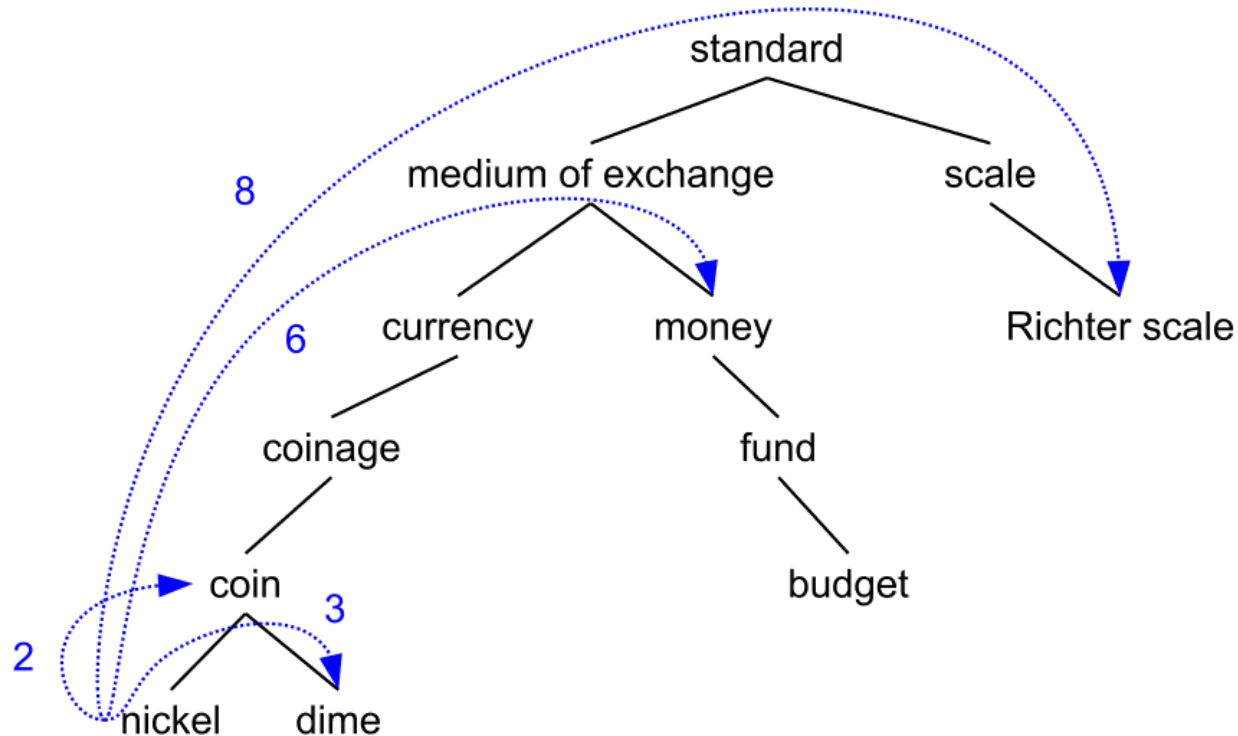 standard
medium of exchange
scale
8
6
currency
money
Richter scale
coinage
fund
coin
3
budget
2
nickel
dime